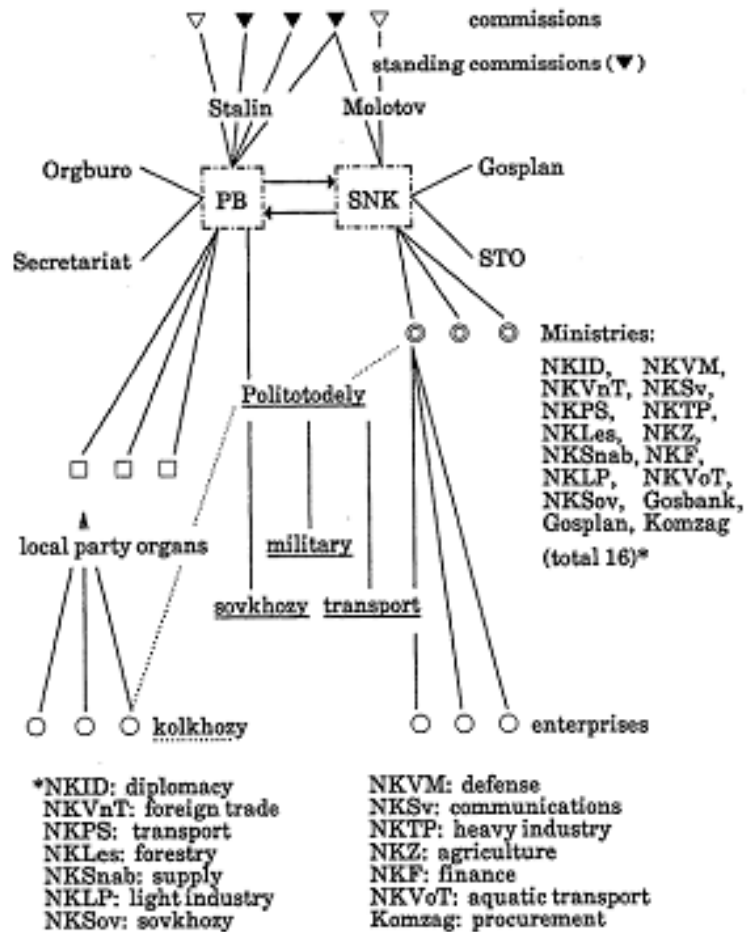 commissions
standing commissions (▼)
Stalin Molotov
Orgburo Gosplan
PB SNK
Secretariat STO
Ministries:
NKID, NKVM,
NKVnT, NKSv,
Politotodely
NKPS, NKTP,
NKLes, NKZ,
NKSnab, NKF,
NKLP, NKVoT,
NKSov, Gosbank,
Gosplan, Komzag
local party organs
military
(total 16)*
sovkhozy transport
kolkhozy enterprises
*NKID: diplomacy NKVM: defense
NKVnT: foreign trade NKSv: communications
NKPS: transport NKTP: heavy industry
NKLes: forestry NKZ: agriculture
NKSnab: supply NKF: finance
NKLP: light industry NKVoT: aquatic transport
NKSov: sovkhozy Komzag: procurement